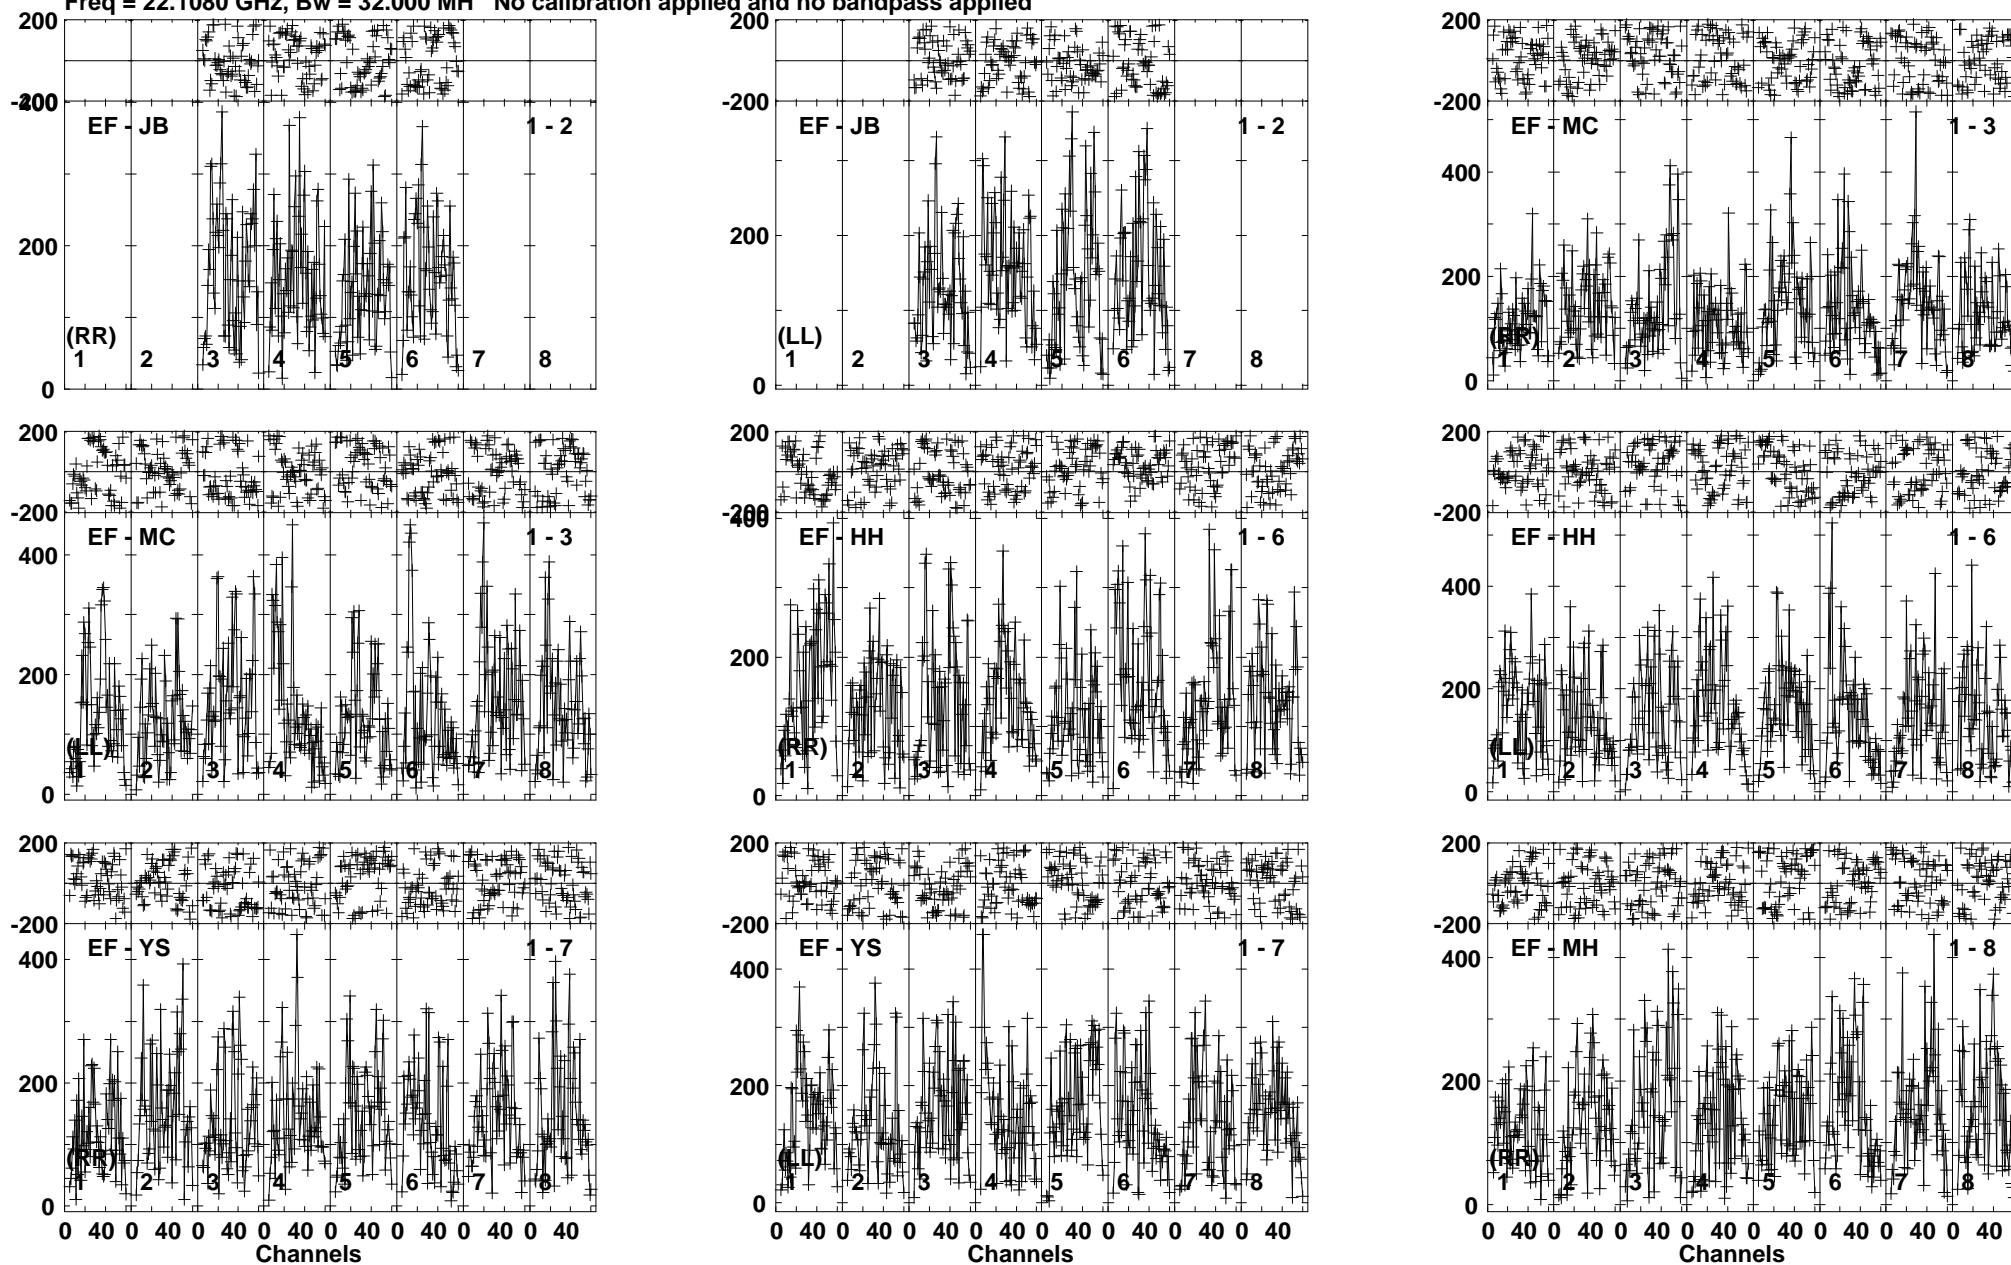 Freq = 22.1080 GHz, Bw = 32.000 MH No calibration applied and no bandpass applied
200 200 200
-200 -200 -200
400
EF - JB 1 - 2 EF - JB 1 - 2 EF - MC 1 - 3
400
200 200 200
(RR) (LL) (RR)
1 2 3 4 5 6 7 8 1 2 3 4 5 6 7 8 1 2 3 4 5 6 7 8
0 0 0
200 200 200
-200 -200 -200
400
EF - MC 1 - 3 EF - HH 1 - 6 EF - HH 1 - 6
400 400
200 200 200
(LL) (RR) (LL)
1 2 3 4 5 6 7 8 1 2 3 4 5 6 7 8 1 2 3 4 5 6 7 8
0 0 0
200 200 200
-200 -200 -200
EF - YS 1 - 7 EF - YS 1 - 7 EF - MH 1 - 8
400 400 400
200 200 200
(RR) (LL) (RR)
1 2 3 4 5 6 7 8 1 2 3 4 5 6 7 8 1 2 3 4 5 6 7 8
0 0 0
0 40 0 40 0 40 0 40 0 40 0 40 0 40 0 40 0 40 0 40 0 40 0 40 0 40 0 40 0 40 0 40 0 40 0 40 0 40 0 40 0 40 0 40 0 40 0 40
Channels Channels Channels